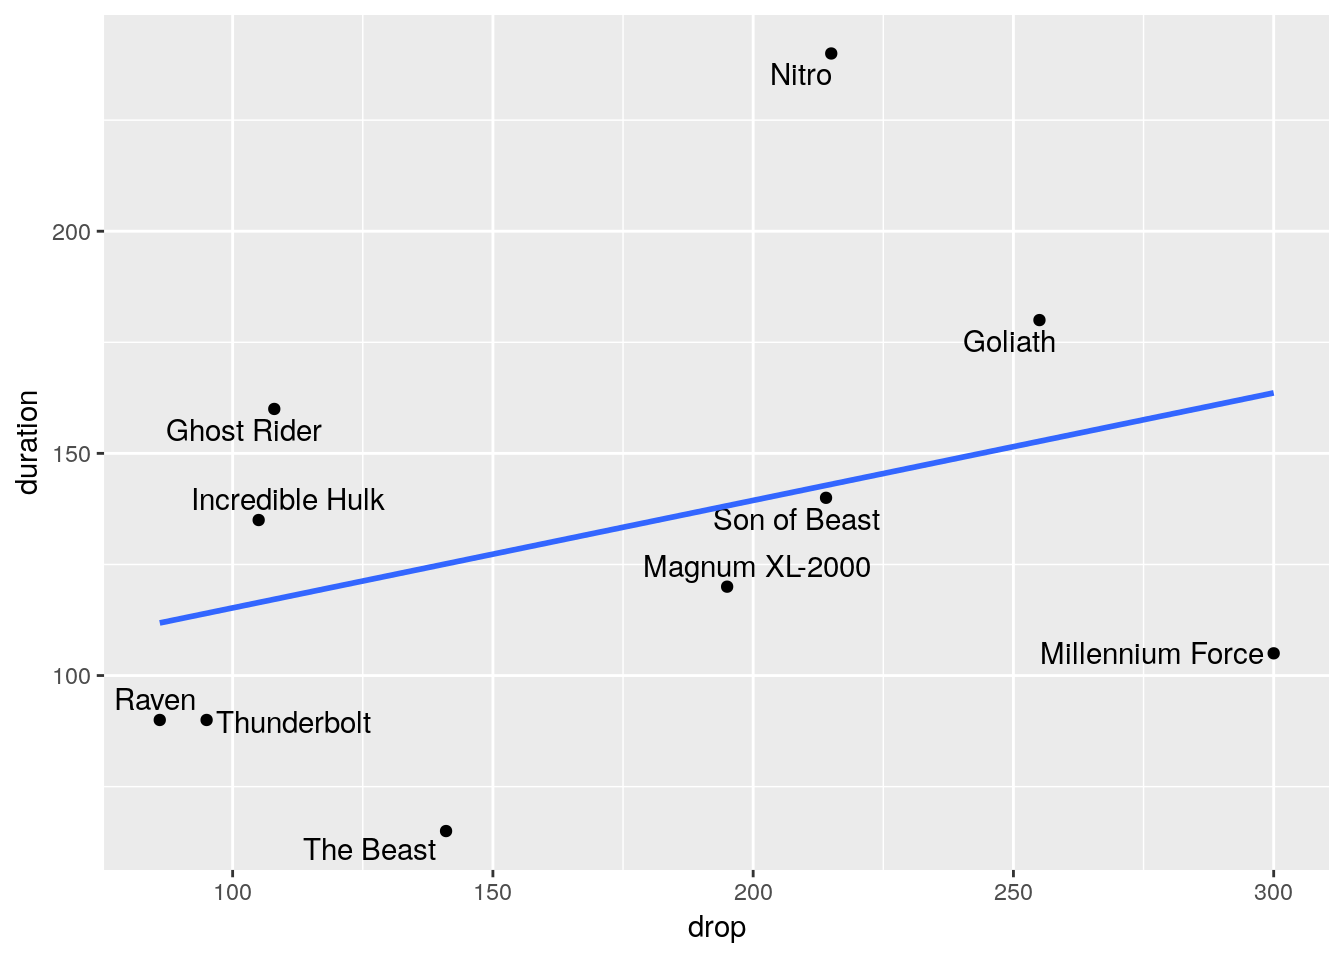 Nitro
200
Goliath
Ghost Rider
150
Incredible Hulk
Son of Beast
Magnum XL-2000
Millennium Force
100
Raven
Thunderbolt
The Beast
100 150 200 250 300
drop
duration